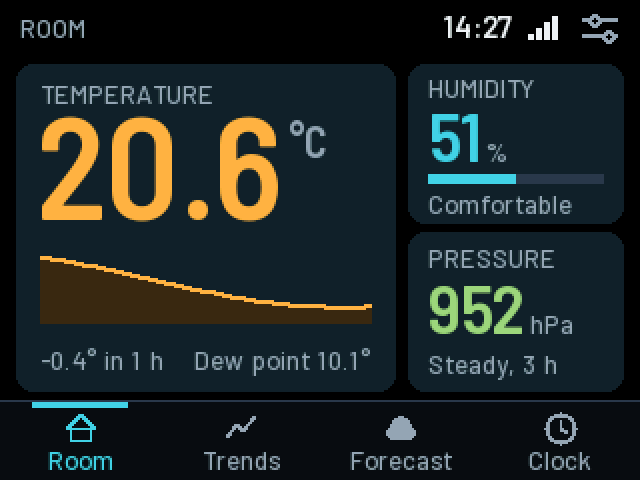 ROOM
14:27
TEMPERATURE
20.6 °C
-0.4° in 1 h
Dew point 10.1°
HUMIDITY
51 %
Comfortable
PRESSURE
952 hPa
Steady, 3 h
Room
Trends
Forecast
Clock